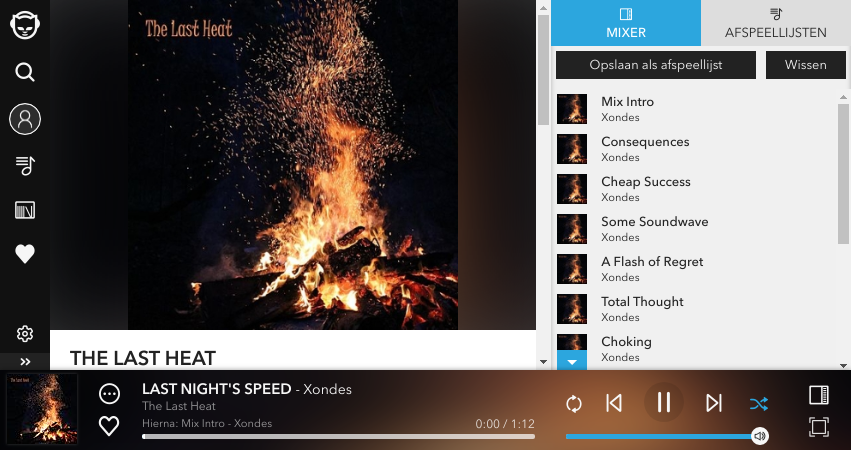 The Last Heat
THE LAST HEAT
MIXER
AFSPEELLIJSTEN
Opslaan als afspeellijst
Wissen
Mix Intro
Xondes
Consequences
Xondes
Cheap Success
Xondes
Some Soundwave
Xondes
A Flash of Regret
Xondes
Total Thought
Xondes
Choking
Xondes
LAST NIGHT'S SPEED - Xondes
The Last Heat
Hierna: Mix Intro - Xondes
0:00 / 1:12